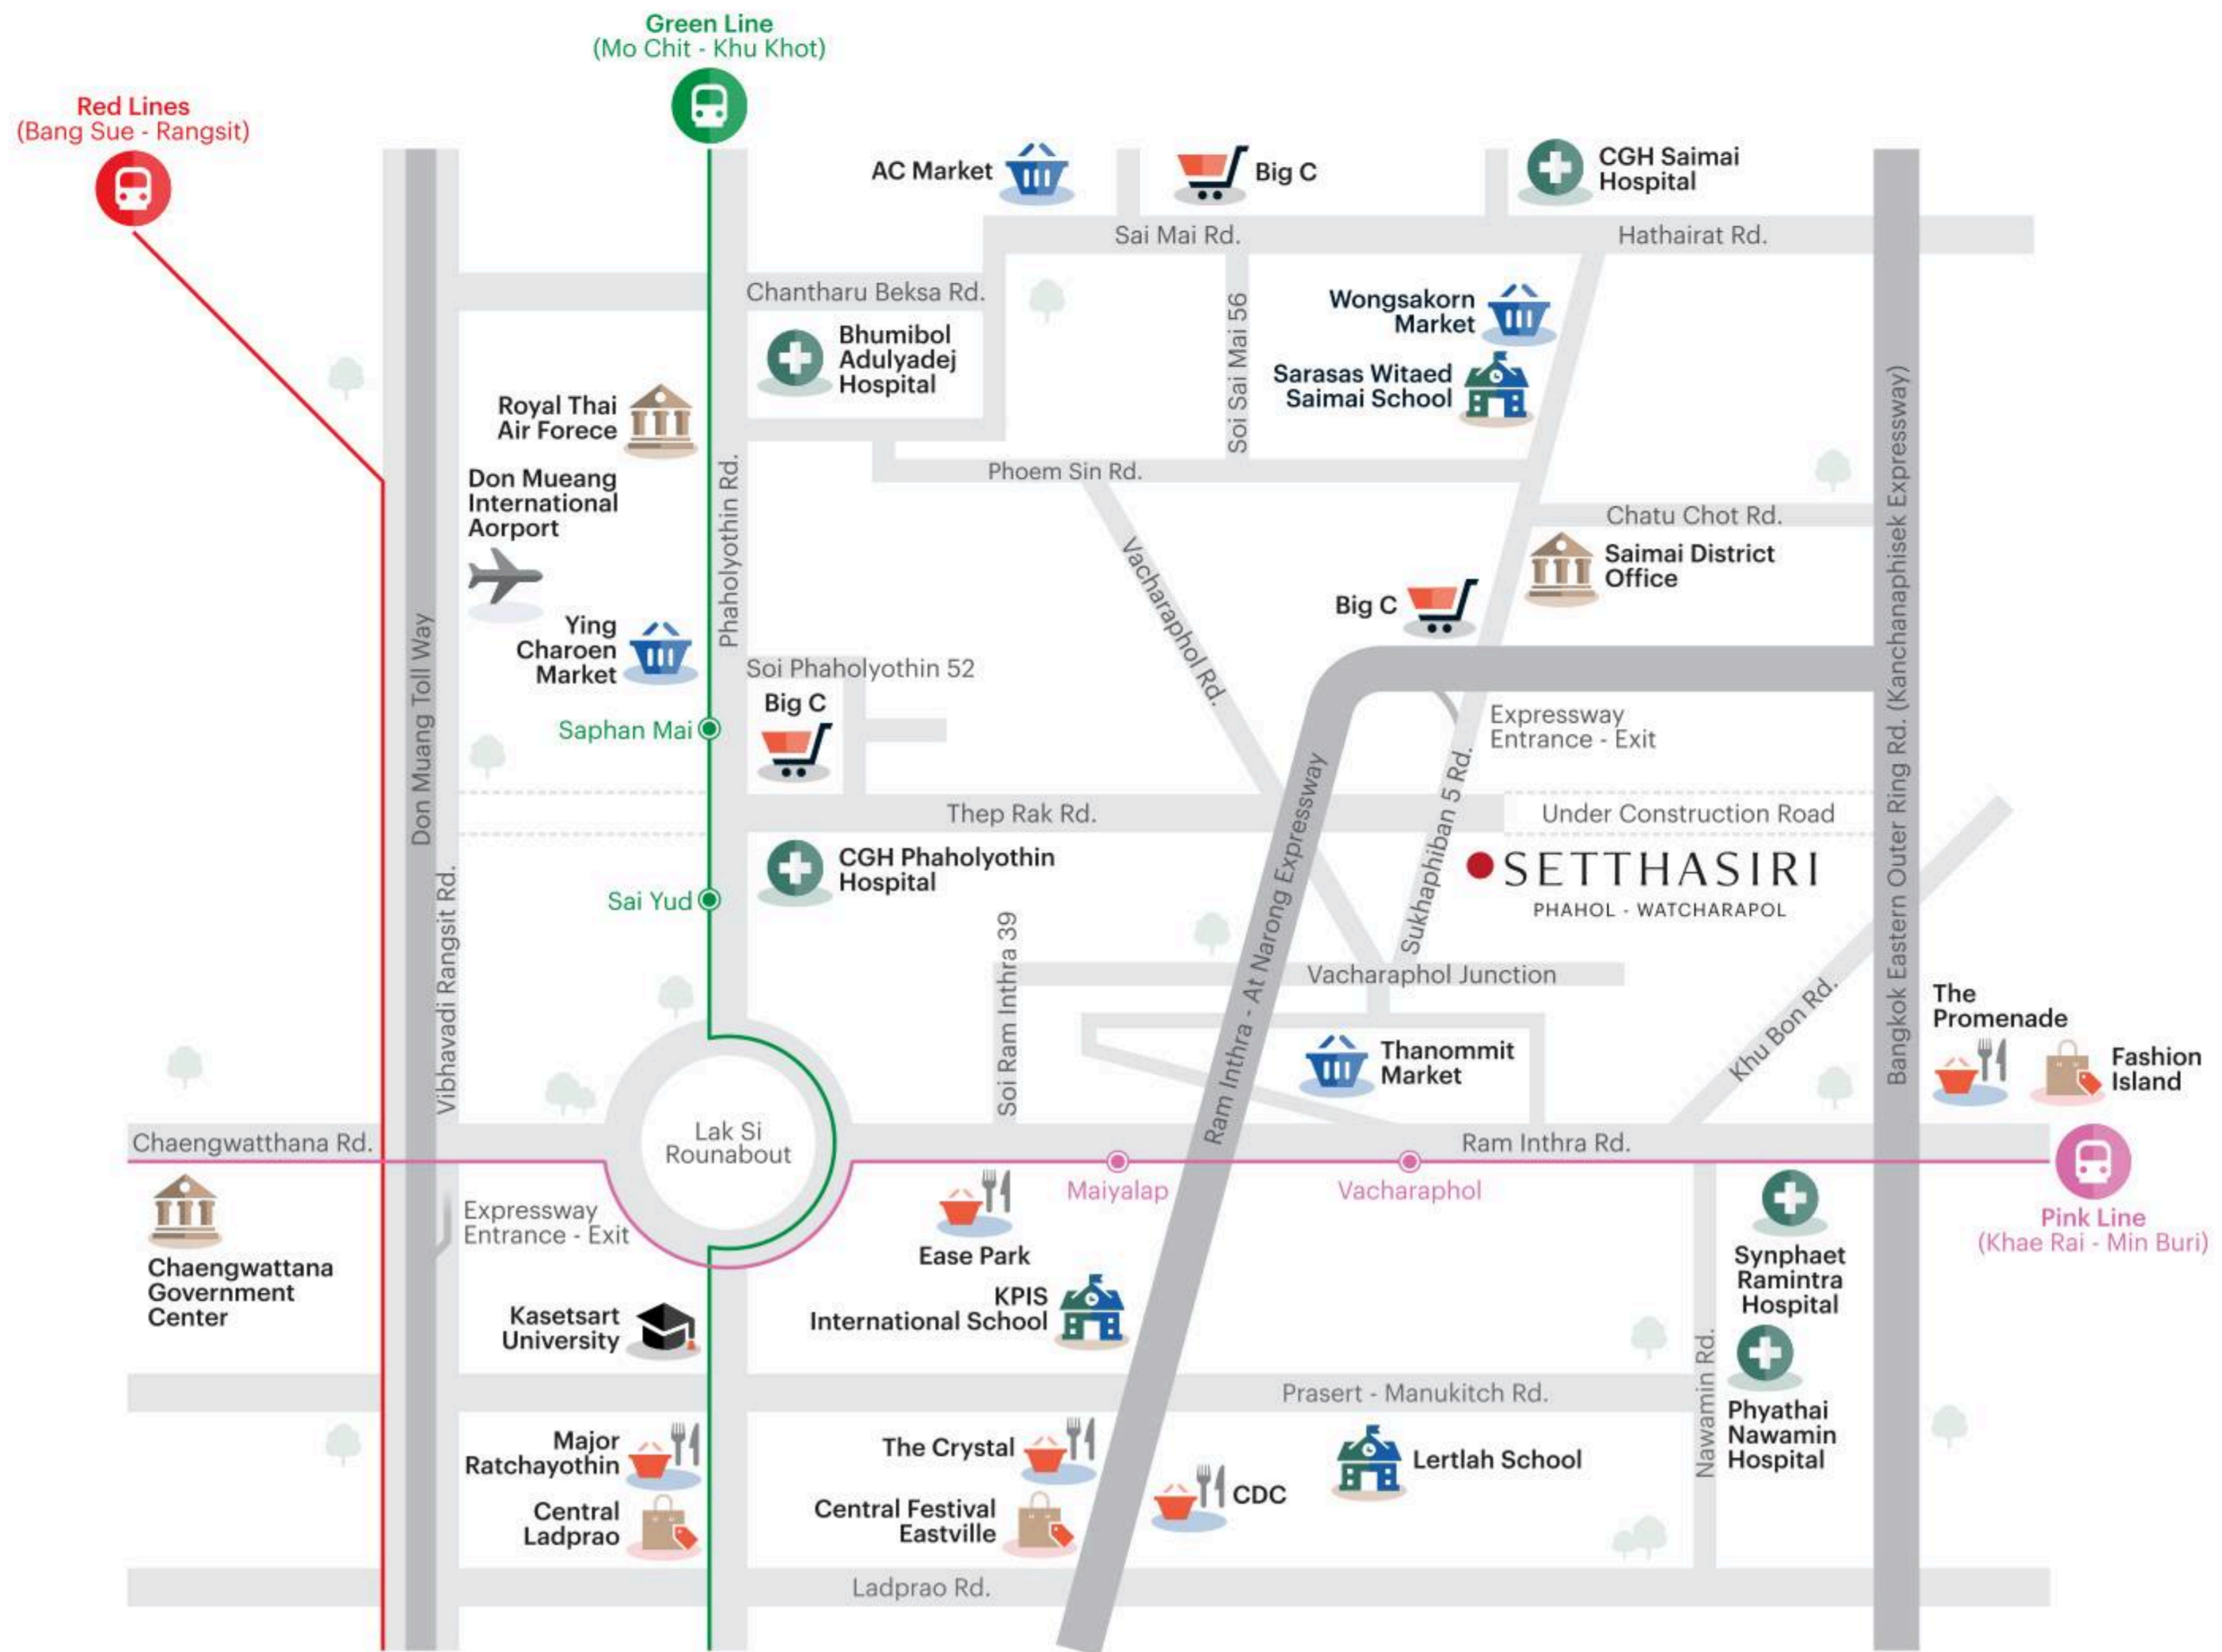 Green Line
(Mo Chit - Khu Khot)
Red Lines
(Bang Sue - Rangsit)
AC Market
Big C
CGH Saimai
Hospital
Sai Mai Rd.
Hathairat Rd.
Chantharu Beksa Rd.
Bhumibol
Adulyadej
Hospital
Soi Sai Mai 56
Wongsakorn
Market
Sarasas Witaed
Saimai School
Royal Thai
Air Forece
Don Mueang
International
Aorport
Phaholyothin Rd.
Phoem Sin Rd.
Chatu Chot Rd.
Saimai District
Office
Vacharaphol Rd.
Big C
Bangkok Eastern Outer Ring Rd. (Kanchanaphisek Expressway)
Ying
Charoen
Market
Don Muang Toll Way
Soi Phaholyothin 52
Big C
Saphan Mai
Expressway
Entrance - Exit
Sukhaphiban 5 Rd.
Thep Rak Rd.
Under Construction Road
CGH Phaholyothin
Hospital
SETTHASIRI
PHAHOL - WATCHARAPOL
Sai Yud
Vibhavadi Rangsit Rd.
Soi Ram Inthra 39
Ram Inthra - At Narong Expressway
Vacharaphol Junction
Khu Bon Rd.
The
Promenade
Fashion
Island
Thanommit
Market
Chaengwatthana Rd.
Lak Si
Rounabout
Ram Inthra Rd.
Maiyalap
Vacharaphol
Pink Line
(Khae Rai - Min Buri)
Expressway
Entrance - Exit
Chaengwattana
Government
Center
Ease Park
KPIS
International School
Synphaet
Ramintra
Hospital
Kasetsart
University
Nawamin Rd.
Prasert - Manukitch Rd.
Phyathai
Nawamin
Hospital
Major
Ratchayothin
The Crystal
Lertlah School
CDC
Central
Ladprao
Central Festival
Eastville
Ladprao Rd.